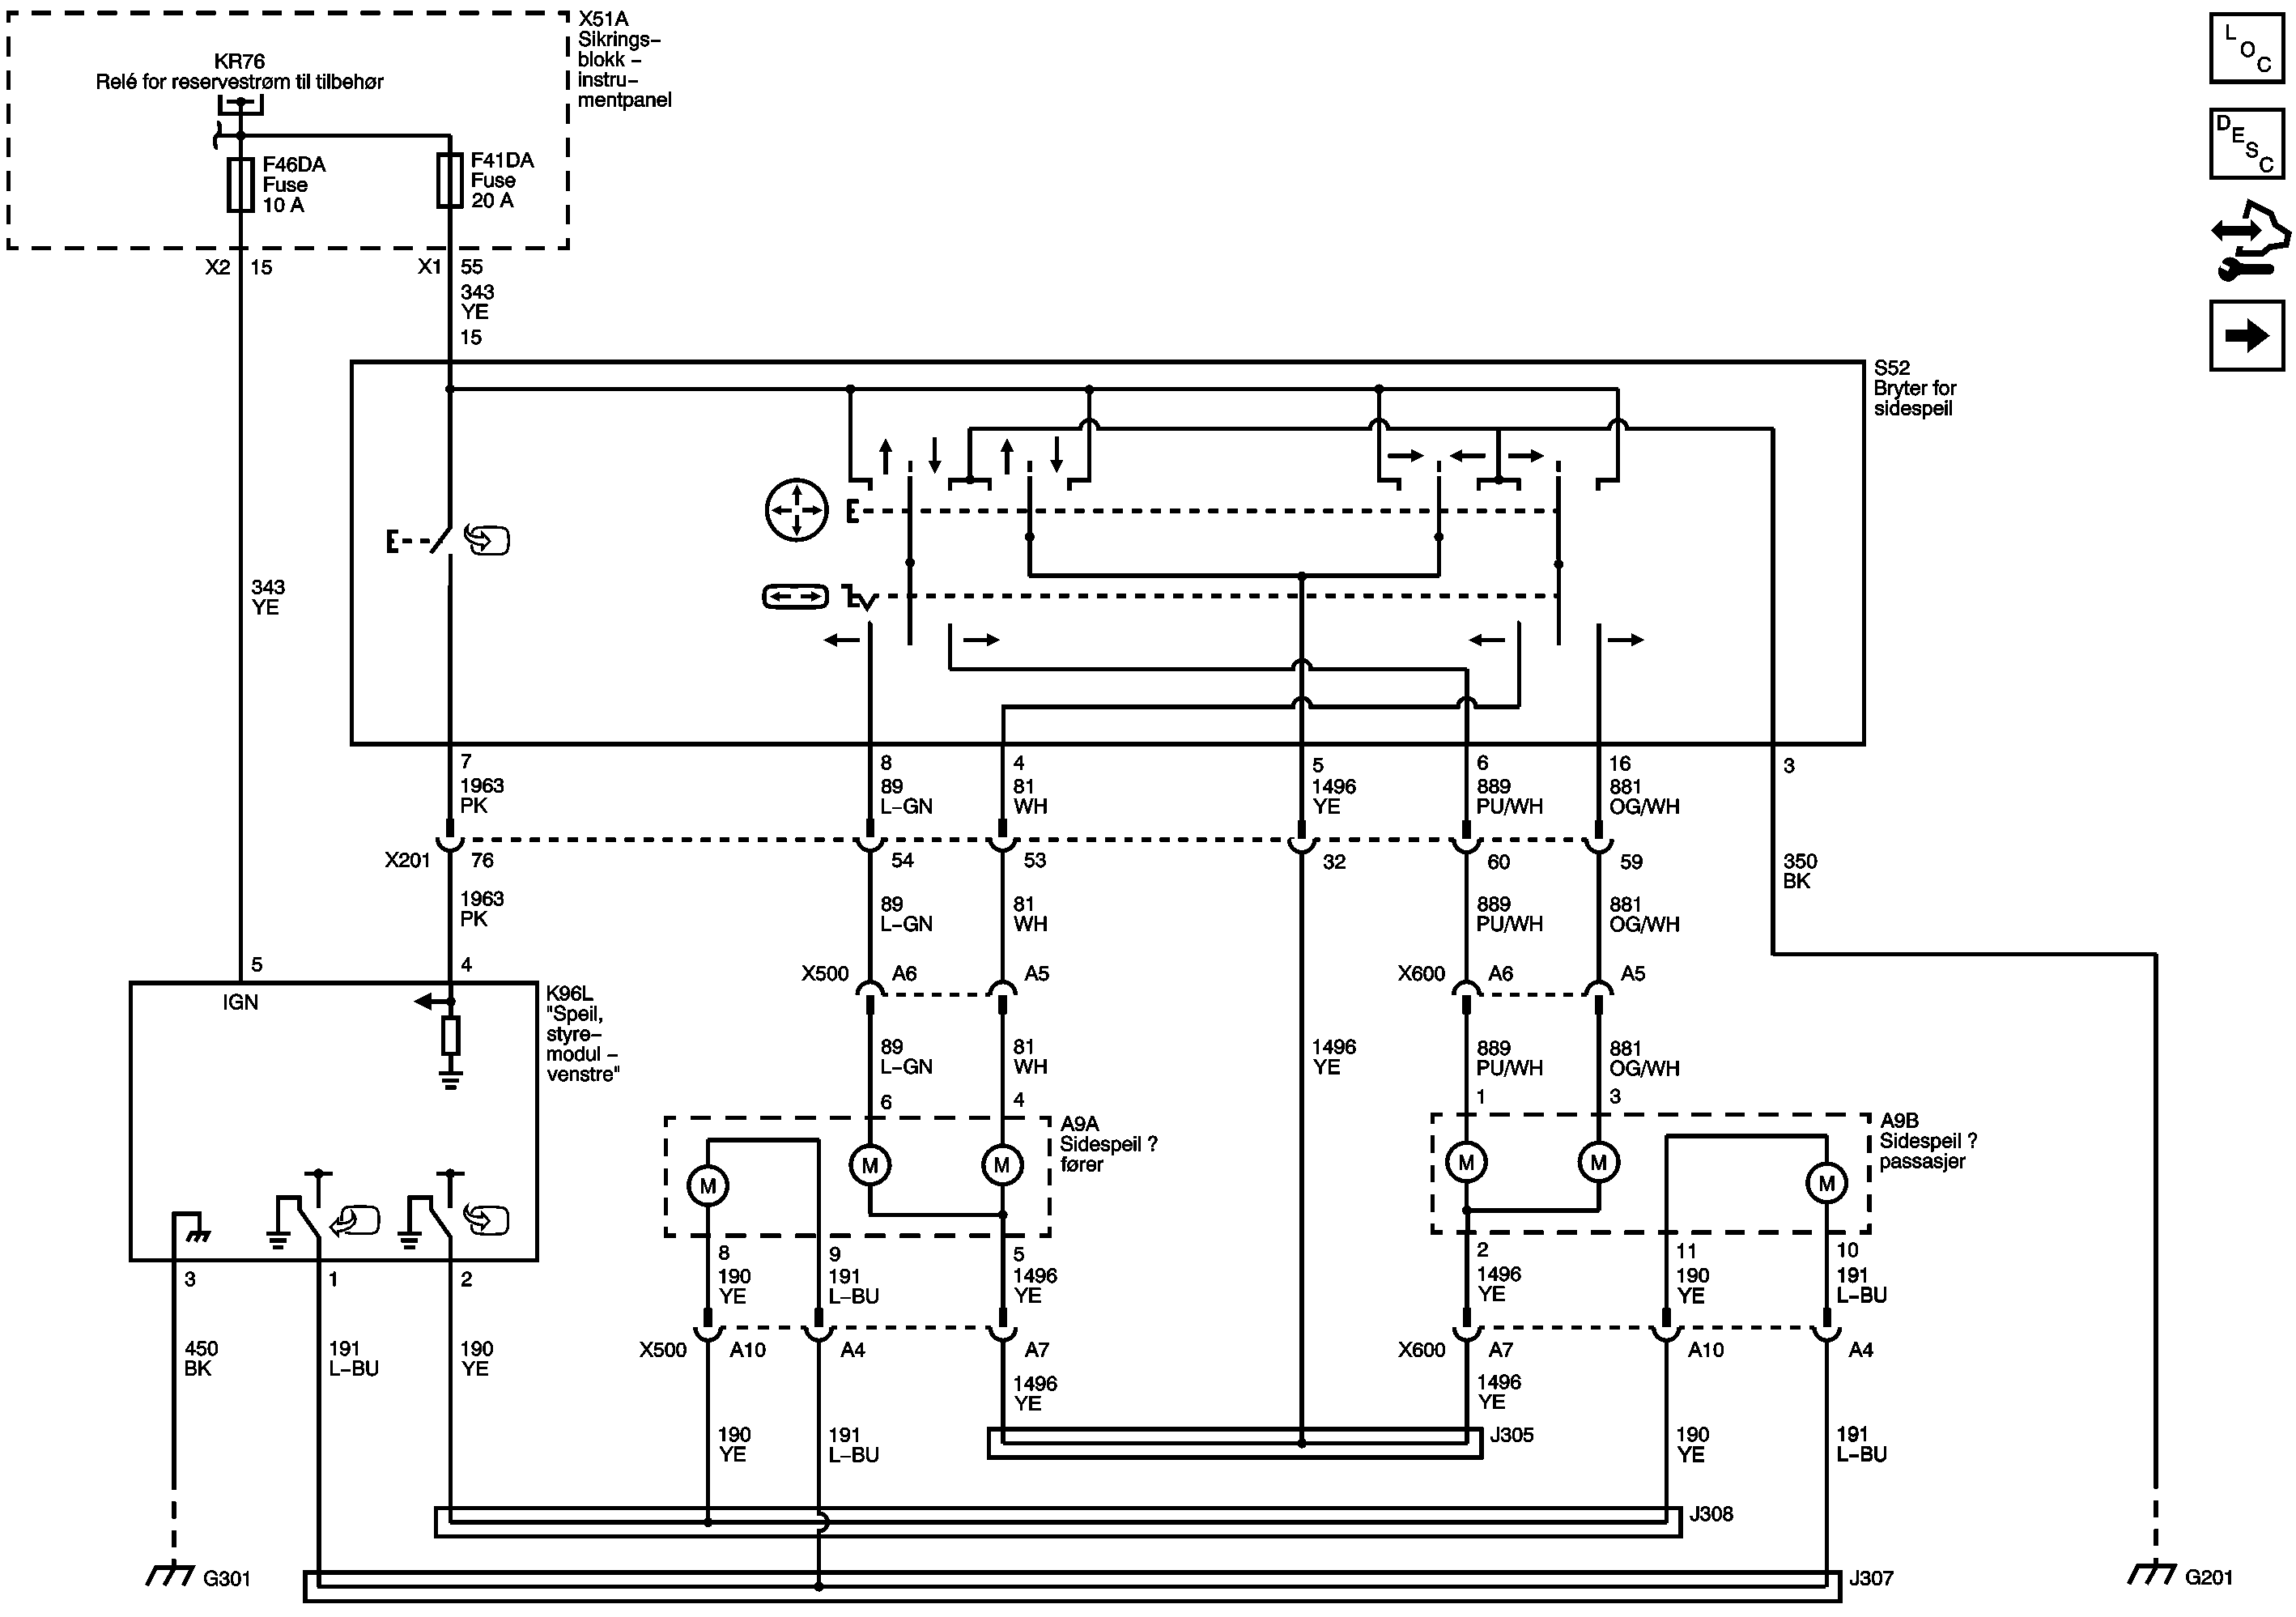 X51A
Sikrings–
blokk –
instru–
mentpanel
KR76
Relé for reservestrøm til tilbehør
F46DA
Fuse
10 A
F41DA
Fuse
20 A
L
O
C
D
E
S
C
X2 15
X1 55
343
YE
15
S52
Bryter for
sidespeil
343
YE
7
1963
PK
8
89
L–GN
4
81
WH
5
1496
YE
6
889
PU/WH
16
881
OG/WH
3
X201 76
54
53
32
60
59
350
BK
1963
PK
89
L–GN
81
WH
889
PU/WH
881
OG/WH
5
4
X500 A6
A5
X600 A6
A5
IGN
K96L
"Speil,
styre–
modul –
venstre"
89
L–GN
81
WH
1496
YE
889
PU/WH
881
OG/WH
6
4
1
3
A9A
Sidespeil ?
fører
A9B
Sidespeil ?
passasjer
M
M
M
M
M
M
3
1
2
8
190
YE
9
191
L–BU
5
1496
YE
2
1496
YE
11
190
YE
10
191
L–BU
450
BK
191
L–BU
190
YE
X500 A10
A4
A7
X600 A7
A10
A4
1496
YE
1496
YE
190
YE
191
L–BU
J305
190
YE
191
L–BU
J308
G301
J307
G201